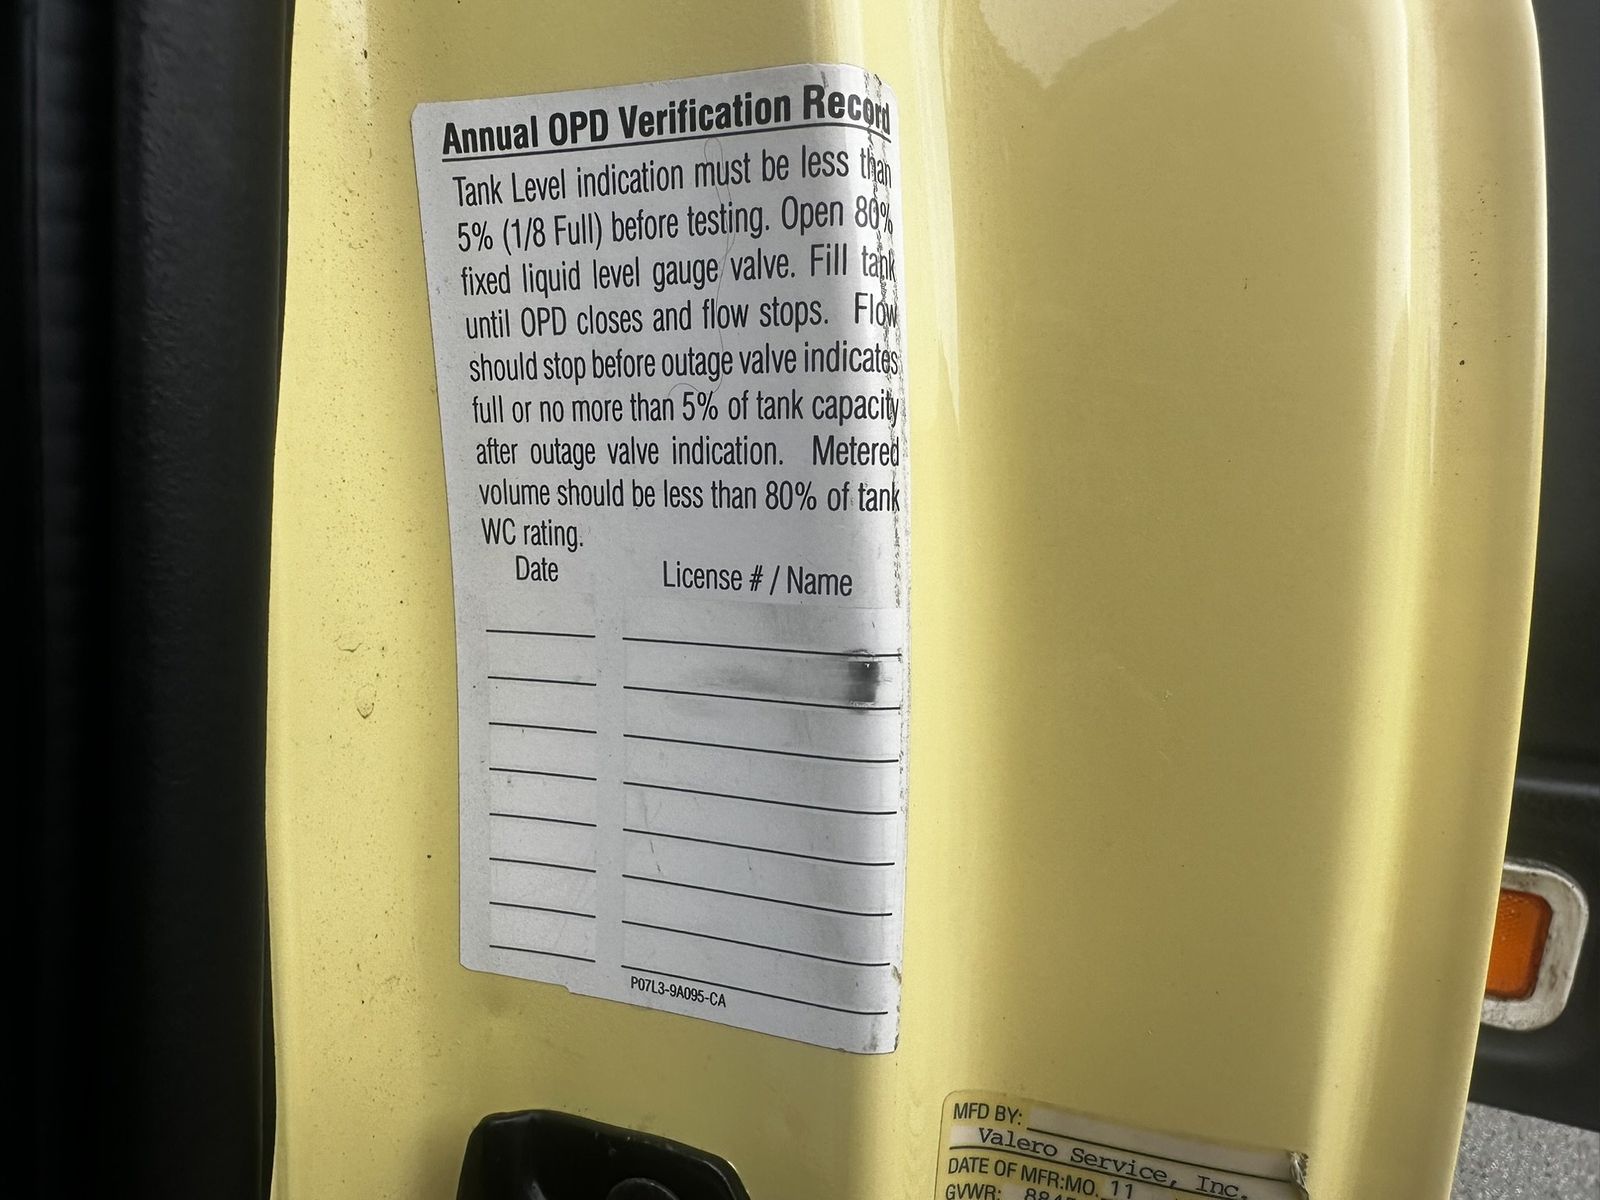 Annual OPD Verification Record
Tank Level indication must be less than
5% (1/8 Full) before testing. Open 80%
fixed liquid level gauge valve. Fill tank
until OPD closes and flow stops. Flow
should stop before outage valve indicates
full or no more than 5% of tank capacity
after outage valve indication. Metered
volume should be less than 80% of tank
WC rating.
Date License # / Name
P07L3-9A095-CA
MFD BY:
Valero Service, Inc.
DATE OF MFR:MO. 11
GVWR: